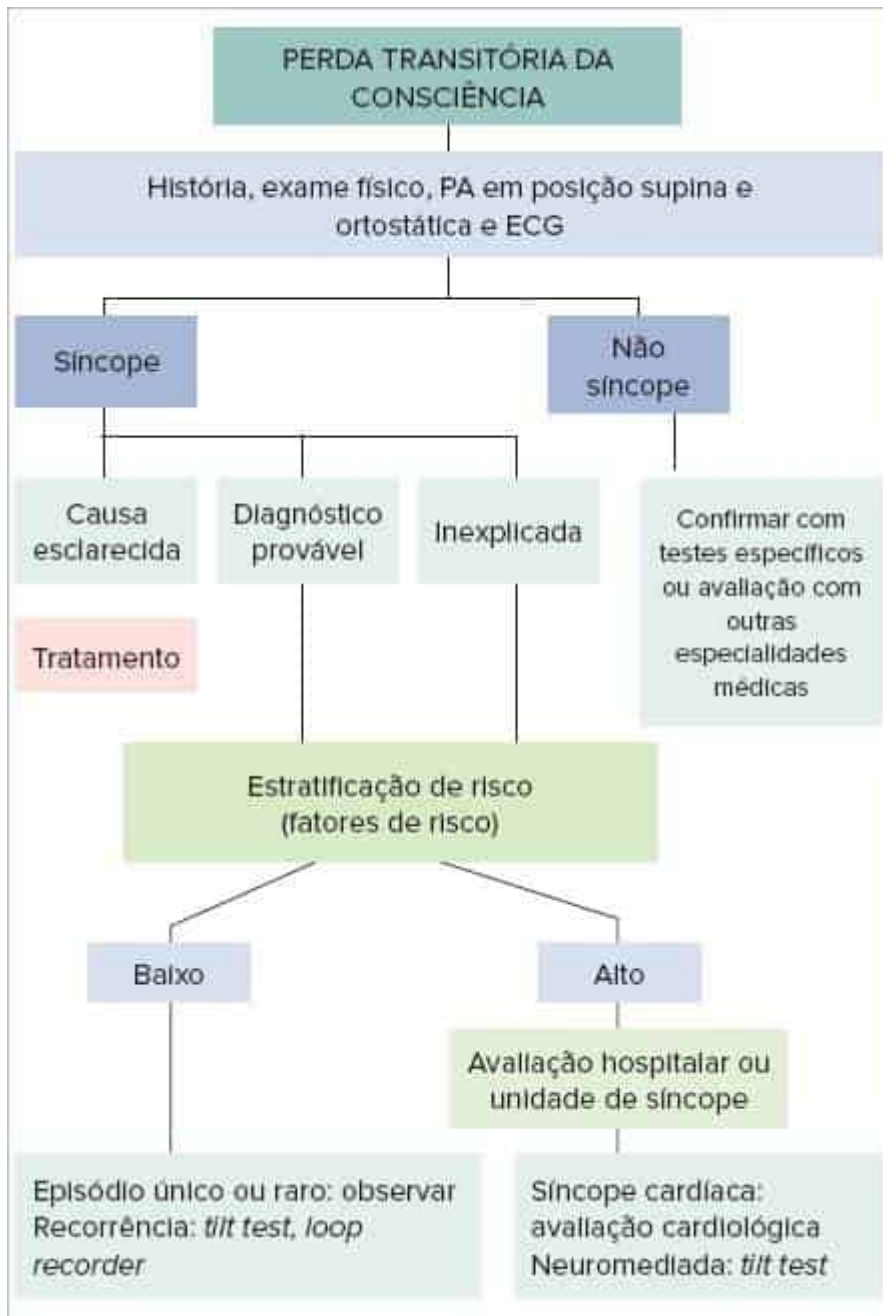 PERDA TRANSITÓRIA DA
CONSCIÊNCIA
História, exame físico, PA em posição supina e
ortostática e ECG
Síncope
Não
síncope
Causa
esclarecida
Diagnóstico
provável
Inexplicada
Confirmar com
testes específicos
ou avaliação com
outras
especialidades
médicas
Tratamento
Estratificação de risco
(fatores de risco)
Baixo
Alto
Avaliação hospitalar ou
unidade de síncope
Episódio único ou raro: observar
Recorrência: tilt test, loop
recorder
Síncope cardíaca:
avaliação cardiológica
Neuromediada: tilt test